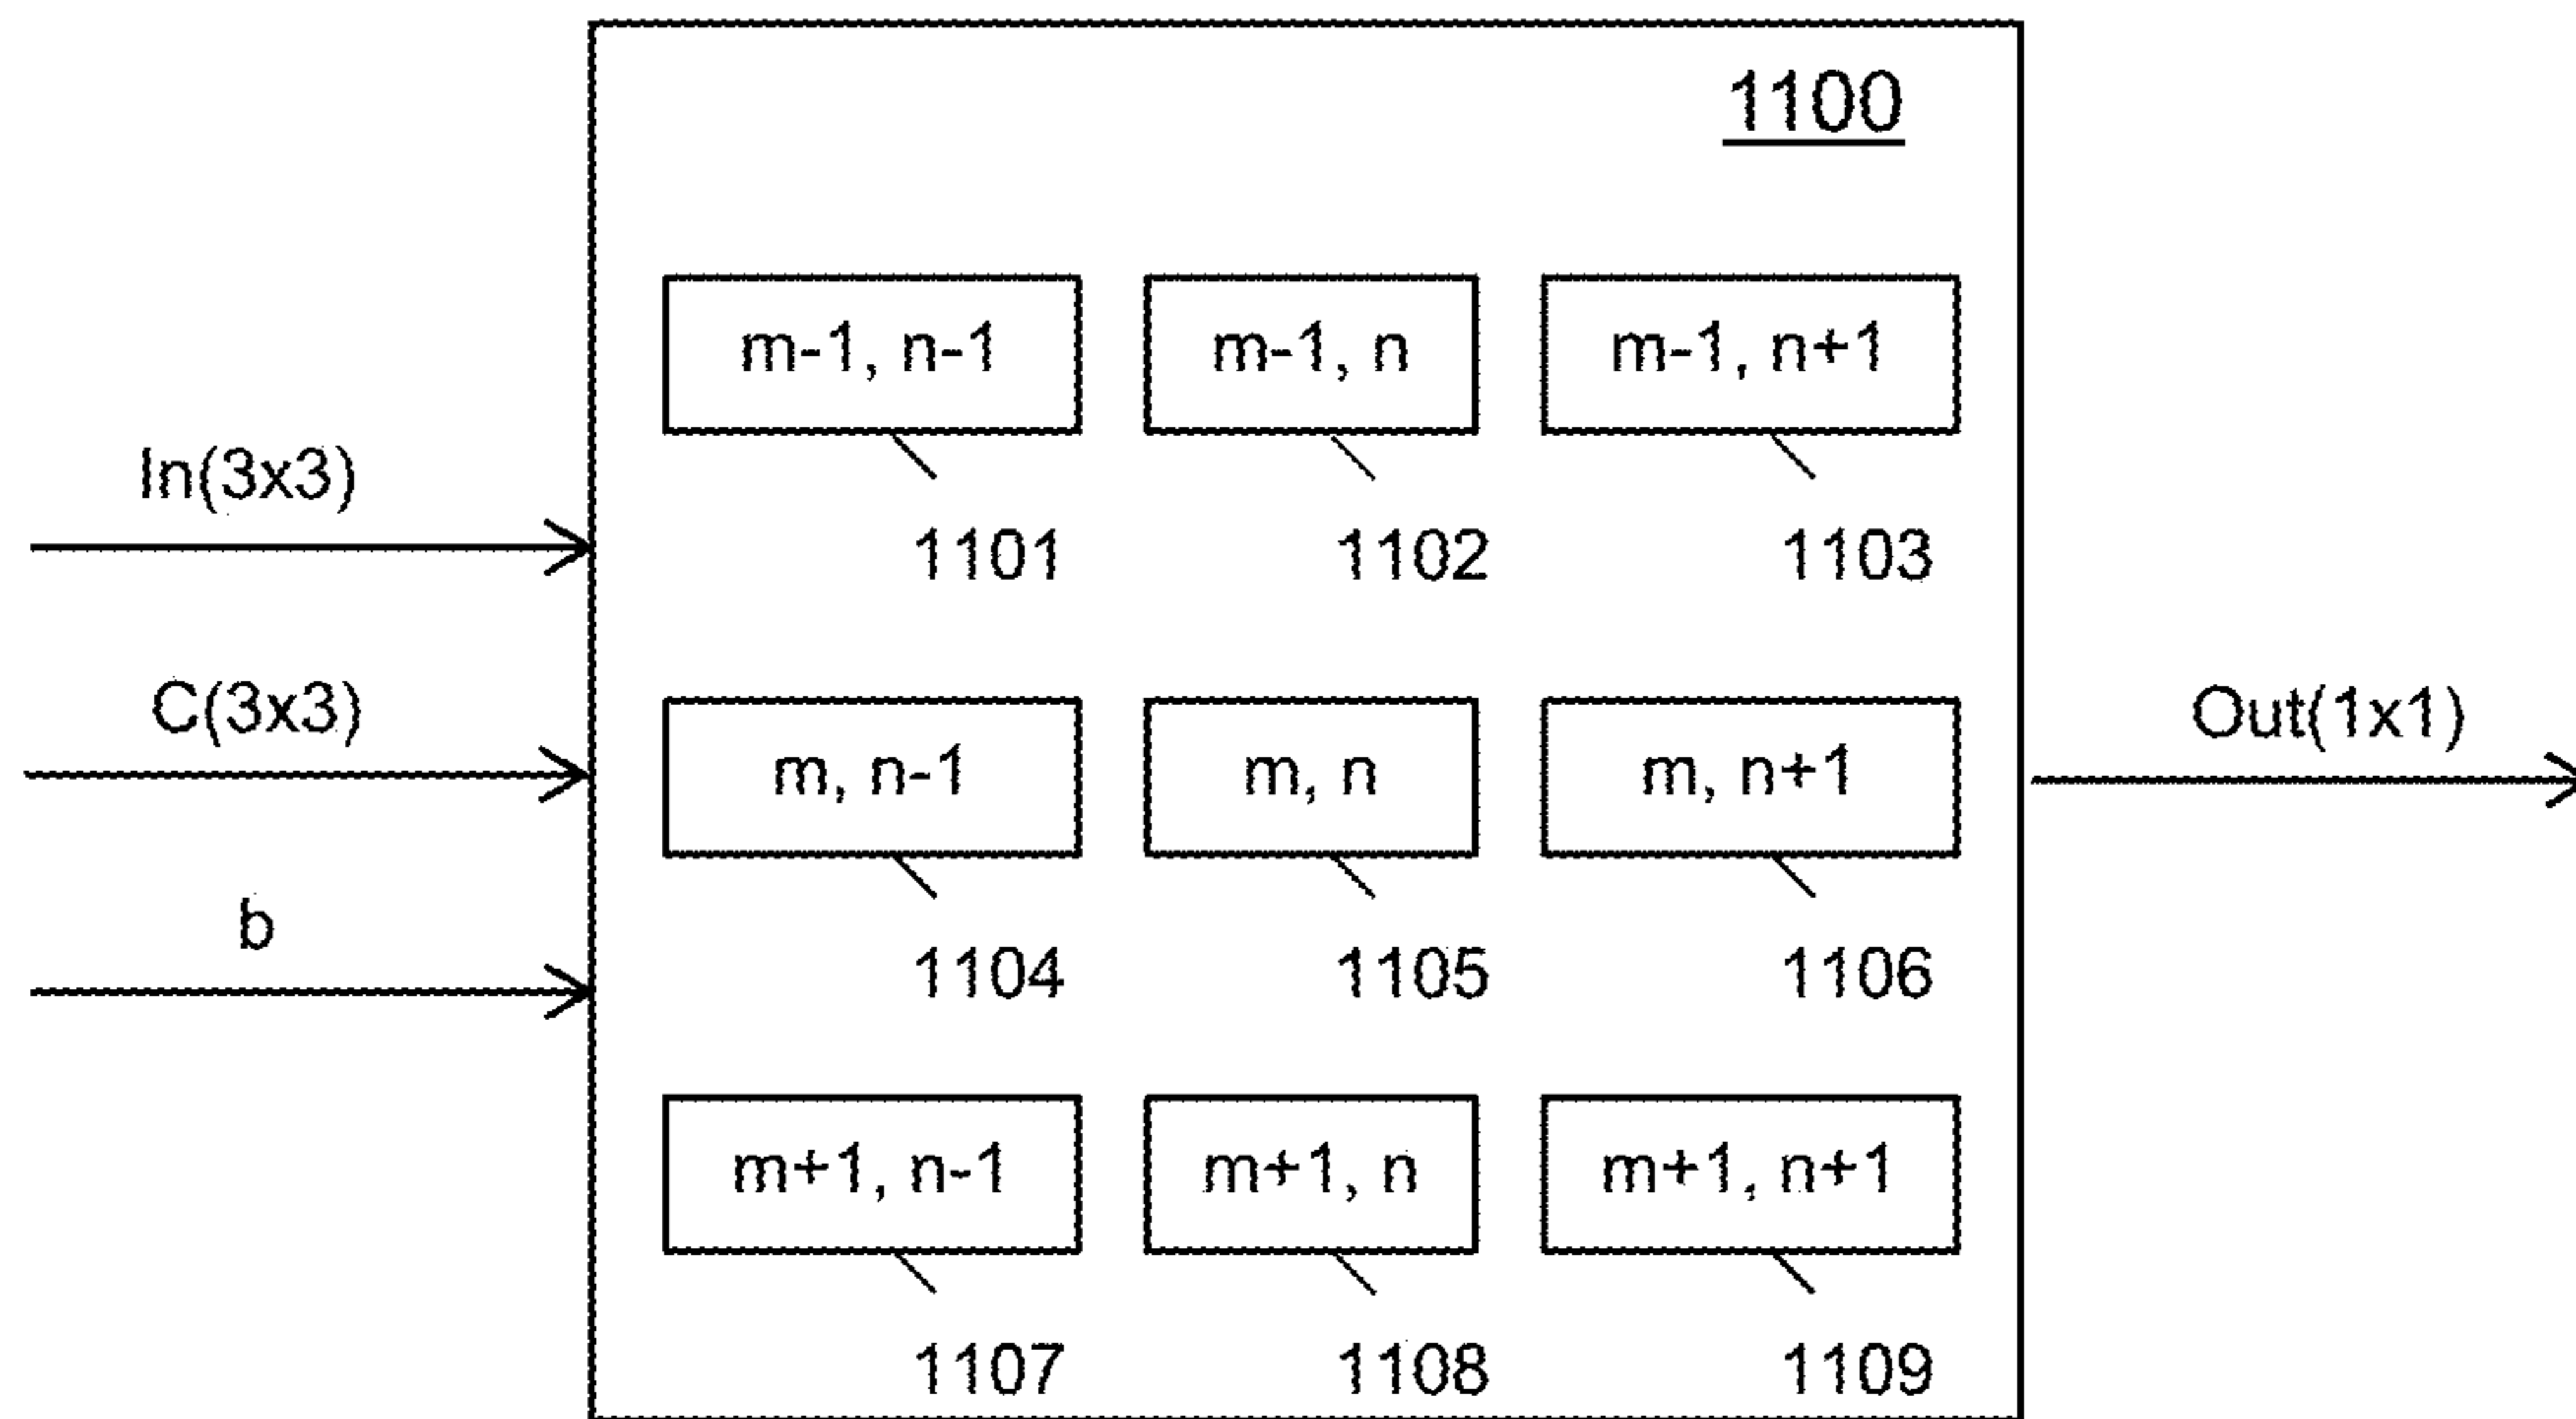 1100
m-1, n-1 m-1, n m-1, n+1
In(3x3)
1101 1102 1103
C(3x3)
m, n-1 m, n m, n+1
Out(1x1)
b
1104 1105 1106
m+1, n-1 m+1, n m+1, n+1
1107 1108 1109